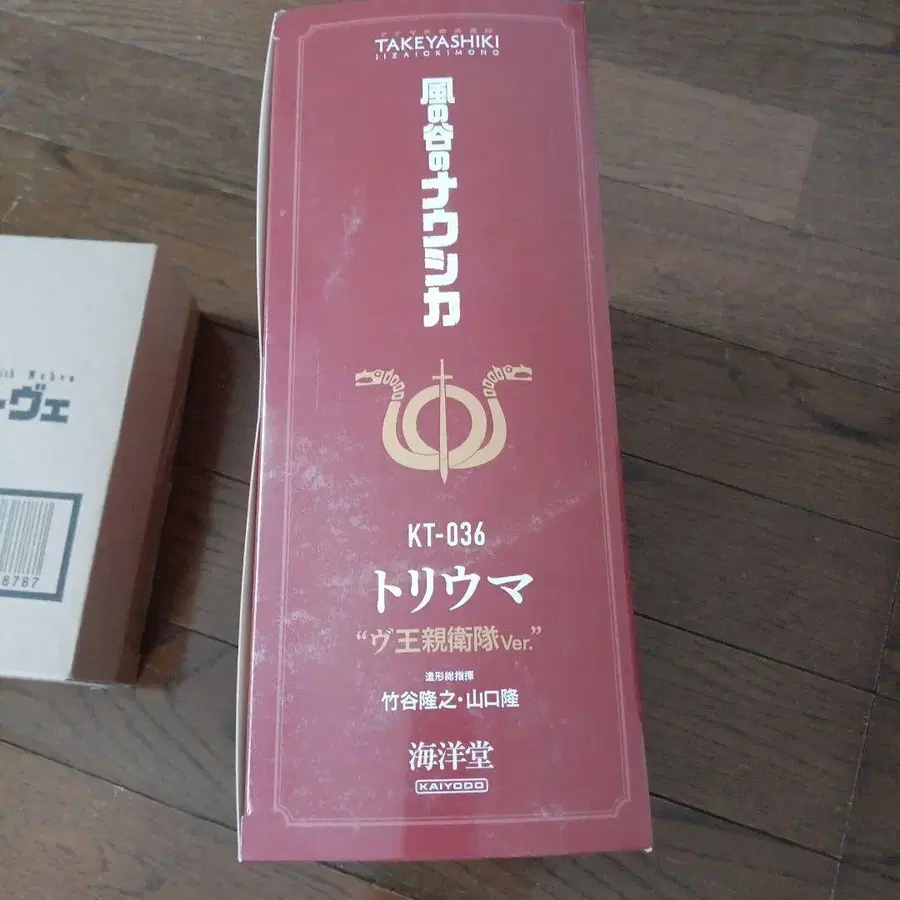 TAKEYASHIKI
JIZAIOKIMONO
風の谷のナウシカ
KT-036
トリウマ
“ヴ王親衛隊Ver.”
造形総指揮
竹谷隆之・山口隆
海洋堂
KAIYODO
ーヴェ
8787